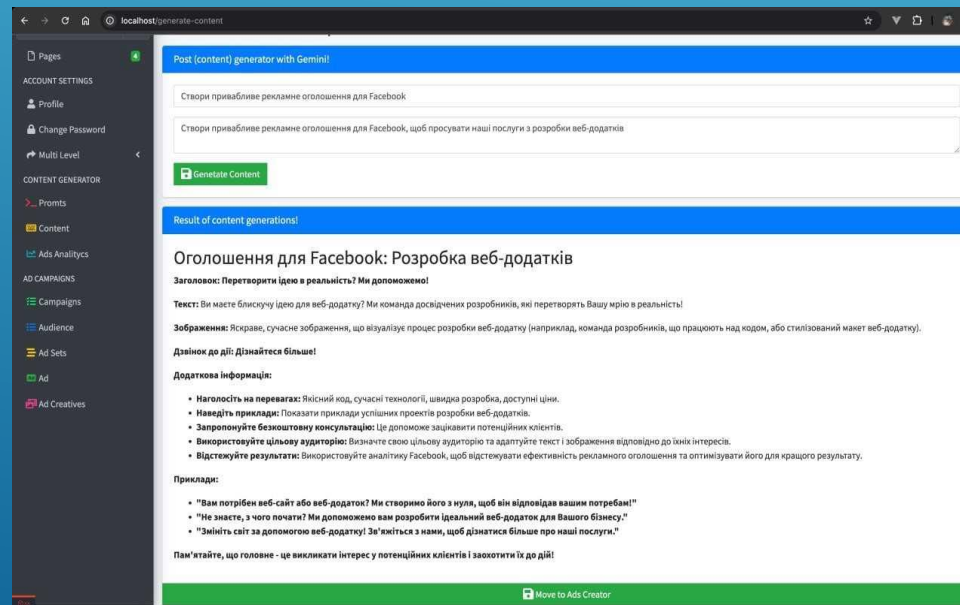 localhost/generate-content
Pages
4
ACCOUNT SETTINGS
Profile
Change Password
Multi Level
CONTENT GENERATOR
Promts
Content
Ads Analitycs
AD CAMPAIGNS
Campaigns
Audience
Ad Sets
Ad
Ad Creatives
Post (content) generator with Gemini!
Створи привабливе рекламне оголошення для Facebook
Створи привабливе рекламне оголошення для Facebook, щоб просувати наші послуги з розробки веб-додатків
Genetate Content
Result of content generations!
Оголошення для Facebook: Розробка веб-додатків
Заголовок: Перетворити ідею в реальність? Ми допоможемо!
Текст: Ви маєте блискучу ідею для веб-додатку? Ми команда досвідчених розробників, які перетворять Вашу мрію в реальність!
Зображення: Яскраве, сучасне зображення, що візуалізує процес розробки веб-додатку (наприклад, команда розробників, що працюють над кодом, або стилізований макет веб-додатку).
Дзвінок до дії: Дізнайтеся більше!
Додаткова інформація:
• Наголосіть на перевагах: Якісний код, сучасні технології, швидка розробка, доступні ціни.
• Наведіть приклади: Показати приклади успішних проектів розробки веб-додатків.
• Запропонуйте безкоштовну консультацію: Це допоможе зацікавити потенційних клієнтів.
• Використовуйте цільову аудиторію: Визначте свою цільову аудиторію та адаптуйте текст і зображення відповідно до їхніх інтересів.
• Відстежуйте результати: Використовуйте аналітику Facebook, щоб відстежувати ефективність рекламного оголошення та оптимізувати його для кращого результату.
Приклади:
• "Вам потрібен веб-сайт або веб-додаток? Ми створимо його з нуля, щоб він відповідав вашим потребам!"
• "Не знаєте, з чого почати? Ми допоможемо вам розробити ідеальний веб-додаток для Вашого бізнесу."
• "Змініть світ за допомогою веб-додатку! Зв'яжіться з нами, щоб дізнатися більше про наші послуги."
Пам'ятайте, що головне - це викликати інтерес у потенційних клієнтів і заохотити їх до дій!
Move to Ads Creator